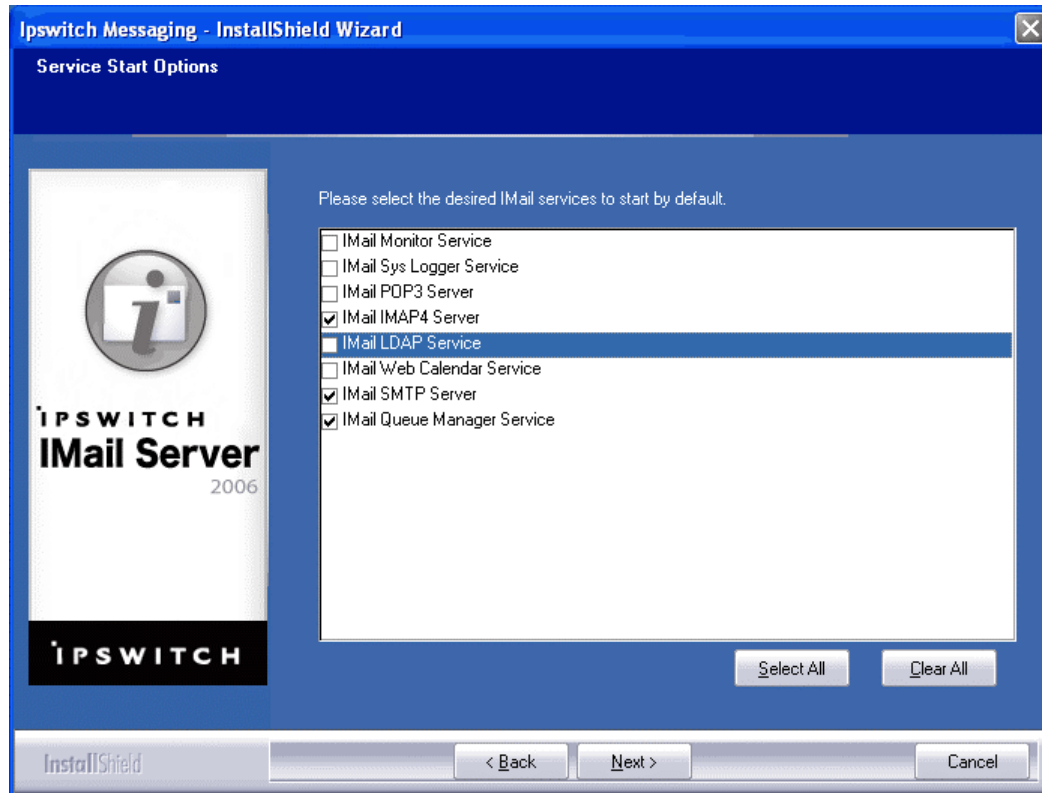 Ipswitch Messaging - InstallShield Wizard
Service Start Options
Please select the desired IMail services to start by default.
IMail Monitor Service
IMail Sys Logger Service
IMail POP3 Server
IMail IMAP4 Server
IMail LDAP Service
IMail Web Calendar Service
IMail SMTP Server
IMail Queue Manager Service
i
IPSWITCH
IMail Server
2006
IPSWITCH
Select All
Clear All
InstallShield
< Back
Next >
Cancel